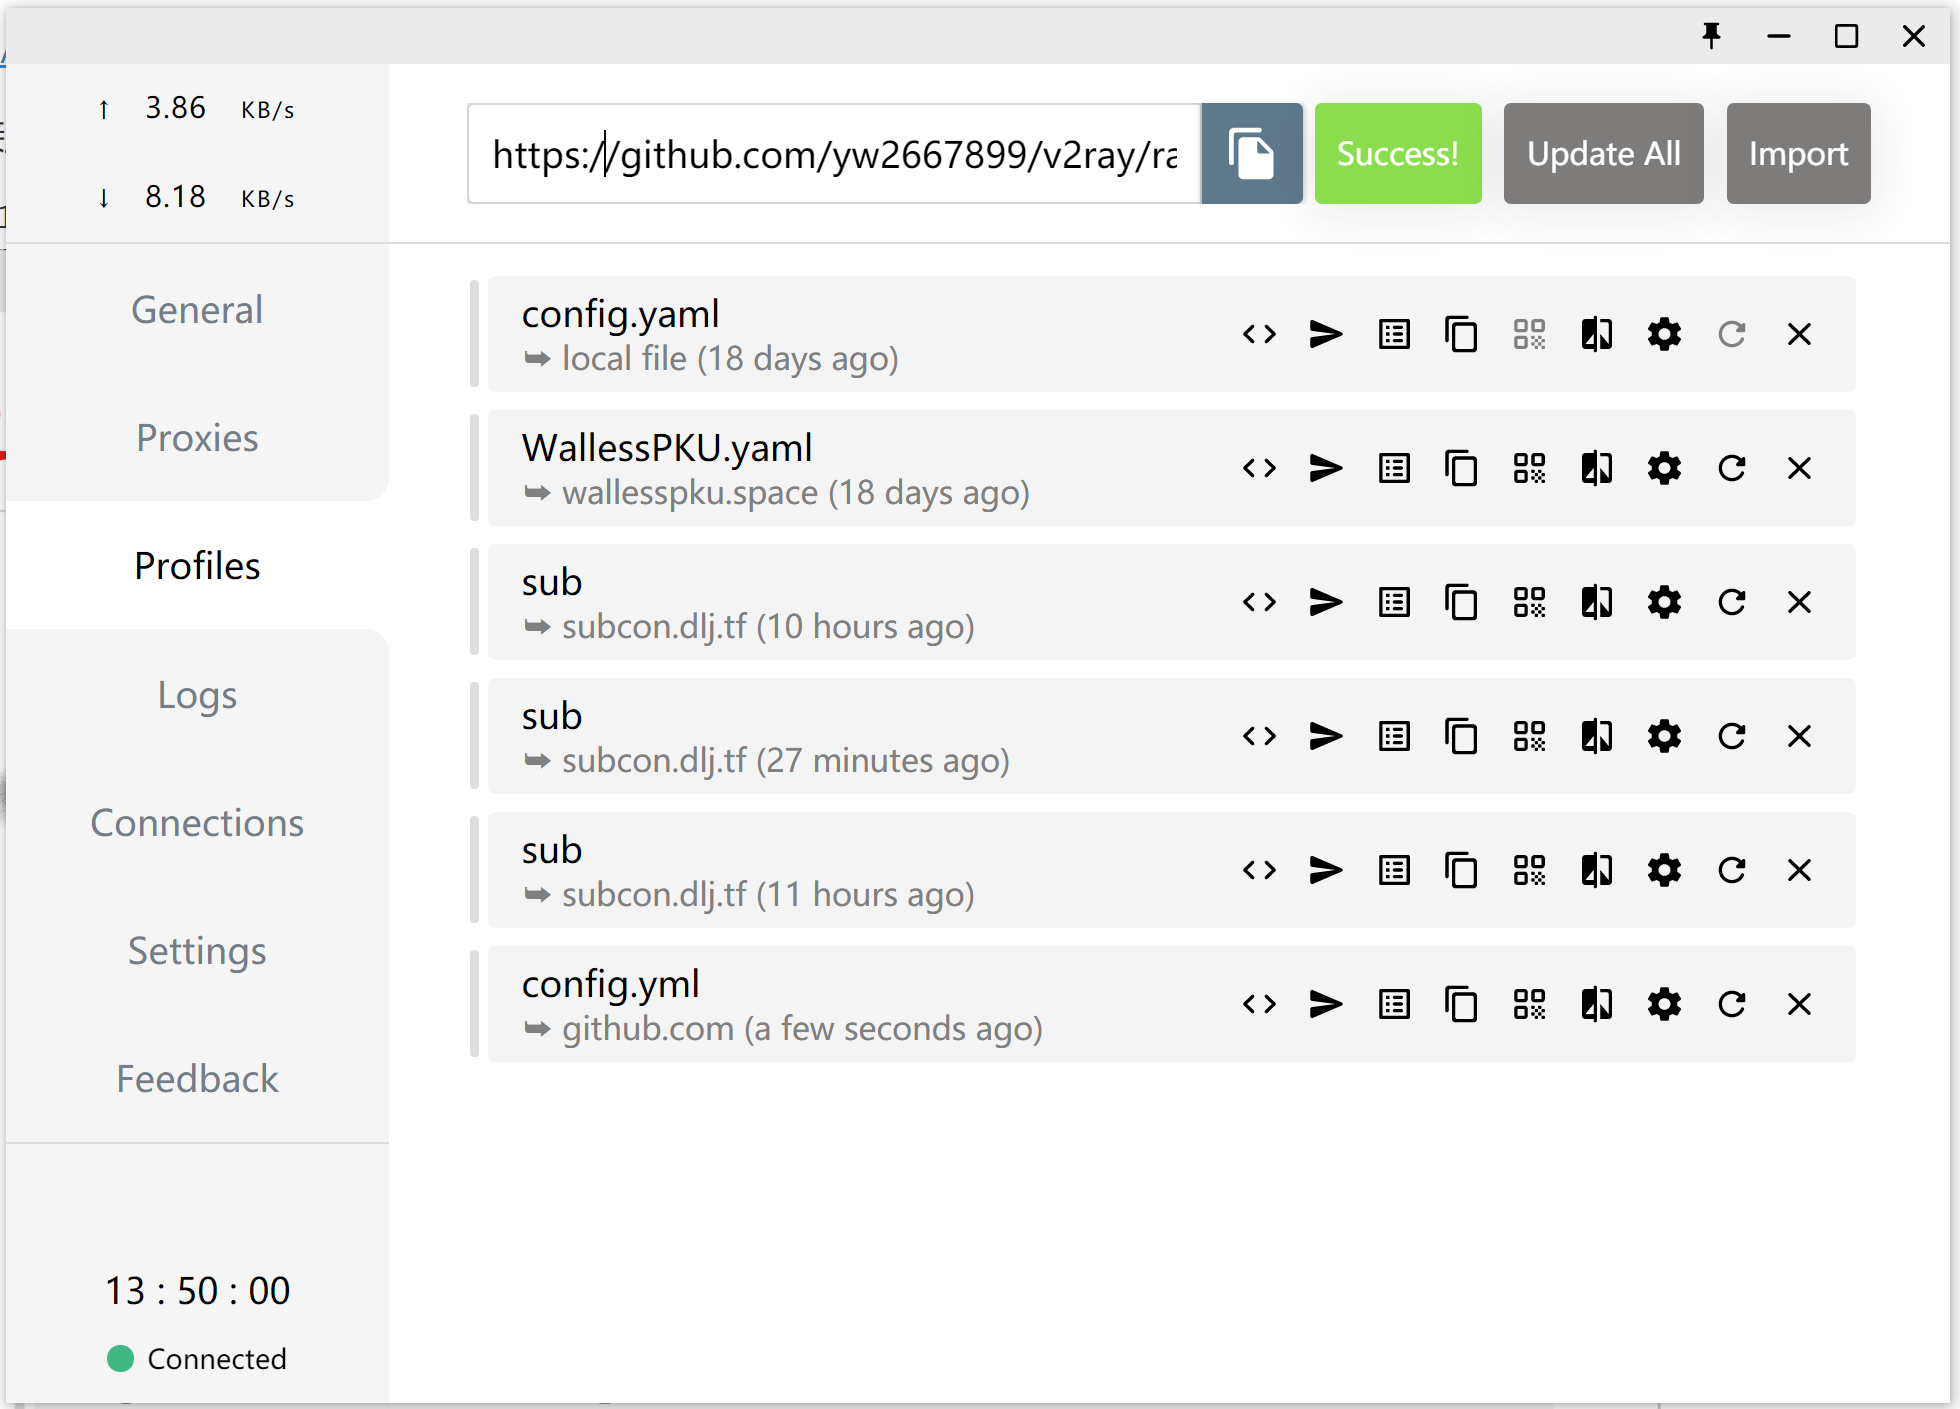 ↑ 3.86 KB/s
↓ 8.18 KB/s
https://github.com/yw2667899/v2ray/ra
Success!
Update All
Import
General
Proxies
Profiles
Logs
Connections
Settings
Feedback
13 : 50 : 00
Connected
config.yaml
local file (18 days ago)
WallessPKU.yaml
wallesspku.space (18 days ago)
sub
subcon.dlj.tf (10 hours ago)
sub
subcon.dlj.tf (27 minutes ago)
sub
subcon.dlj.tf (11 hours ago)
config.yml
github.com (a few seconds ago)